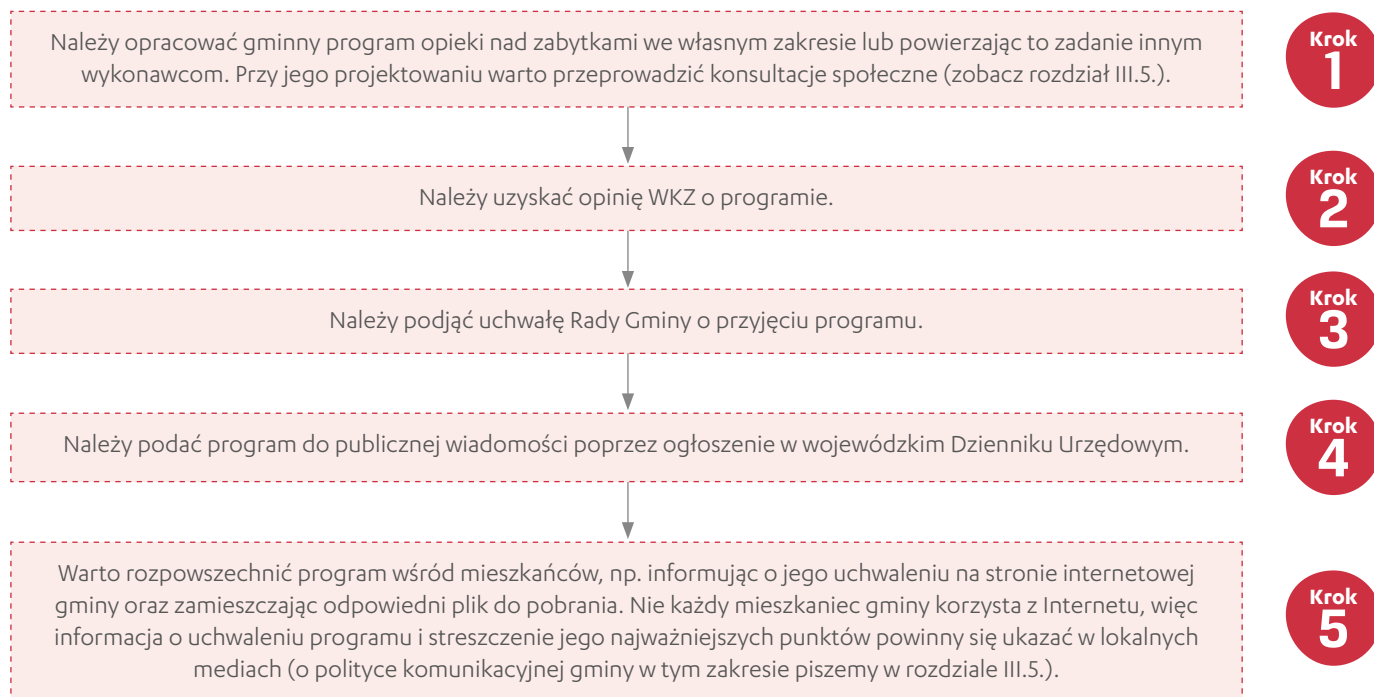 Należy opracować gminny program opieki nad zabytkami we własnym zakresie lub powierzając to zadanie innym
wykonawcom. Przy jego projektowaniu warto przeprowadzić konsultacje społeczne (zobacz rozdział III.5.).
Krok
1
Należy uzyskać opinię WKZ o programie.
Krok
2
Należy podjąć uchwałę Rady Gminy o przyjęciu programu.
Krok
3
Należy podać program do publicznej wiadomości poprzez ogłoszenie w wojewódzkim Dzienniku Urzędowym.
Krok
4
Warto rozpowszechnić program wśród mieszkańców, np. informując o jego uchwaleniu na stronie internetowej
gminy oraz zamieszczając odpowiedni plik do pobrania. Nie każdy mieszkaniec gminy korzysta z Internetu, więc
informacja o uchwaleniu programu i streszczenie jego najważniejszych punktów powinny się ukazać w lokalnych
mediach (o polityce komunikacyjnej gminy w tym zakresie piszemy w rozdziale III.5.).
Krok
5